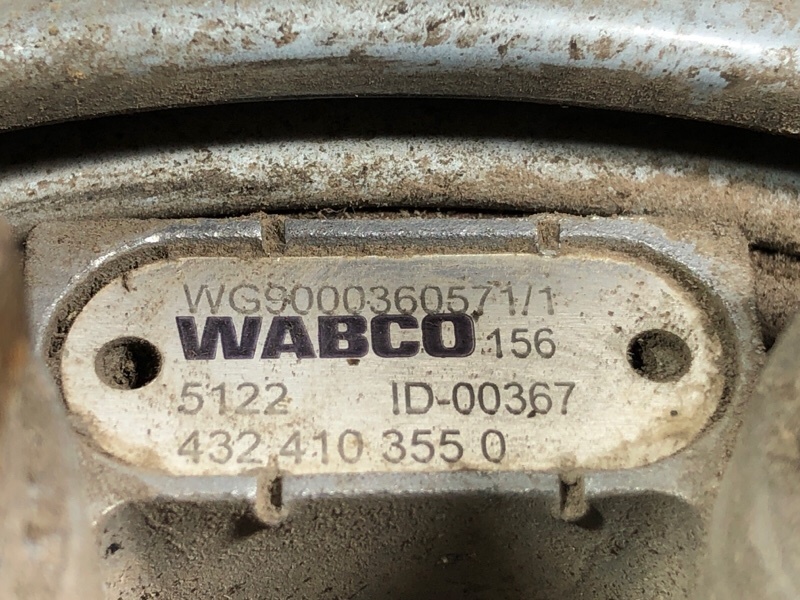 WG9000360571/1
WABCO 156
5122 ID-00367
432 410 355 0